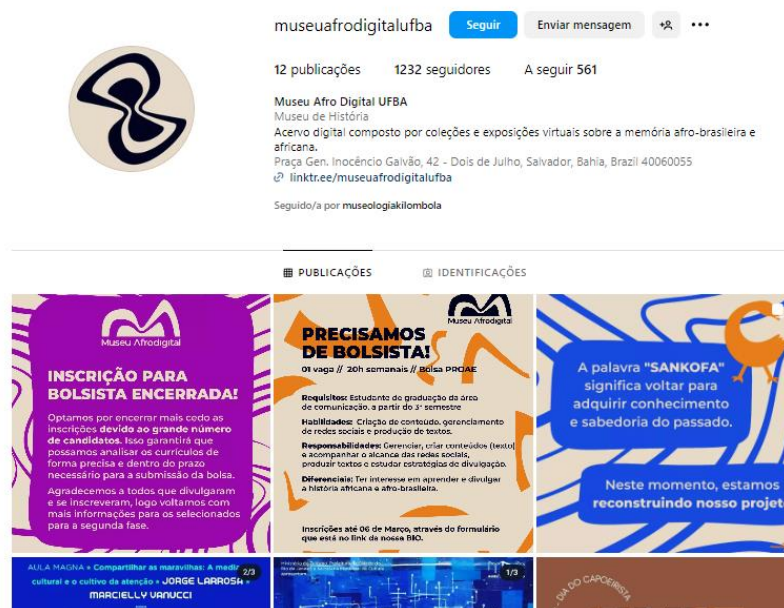 museuafrodigitalufba
Seguir
Enviar mensagem
12 publicações
1232 seguidores
A seguir 561
Museu Afro Digital UFBA
Museu de História
Acervo digital composto por coleções e exposições virtuais sobre a memória afro-brasileira e
africana.
Praça Gen. Inocêncio Galvão, 42 - Dois de Julho, Salvador, Bahia, Brazil 40060055
linktr.ee/museuafrodigitalufba
Seguido/a por museologiakilombola
PUBLICAÇÕES
IDENTIFICAÇÕES
Museu Afrodigital
INSCRIÇÃO PARA
BOLSISTA ENCERRADA!
Optamos por encerrar mais cedo as
inscrições devido ao grande número
de candidatos. Isso garantirá que
possamos analisar os currículos de
forma precisa e dentro do prazo
necessário para a submissão da bolsa.
Agradecemos a todos que divulgaram
e se inscreveram, logo voltamos com
mais informações para os selecionados
para a segunda fase.
Museu Afrodigital
PRECISAMOS
DE BOLSISTA!
01 vaga // 20h semanais // Bolsa PROAE
Requisitos: Estudante de graduação da área
de comunicação, a partir do 3º semestre
Habilidades: Criação de conteúdo, gerenciamento
de redes sociais e produção de textos.
Responsabilidades: Gerenciar, criar conteúdos (texto)
e acompanhar o alcance das redes sociais,
produzir textos e estudar estratégias de divulgação.
Diferenciais: Ter interesse em aprender e divulgar
a história africana e afro-brasileira.
Inscrições até 06 de Março, através do formulário
que está no link de nossa BIO.
A palavra "SANKOFA"
significa voltar para
adquirir conhecimento
e sabedoria do passado.
Neste momento, estamos
reconstruindo nosso projet
AULA MAGNA • Compartilhar as maravilhas: A media
cultural e o cultivo da atenção • JORGE LARROSA •
MARCIELLY VANUCCI
2/3
1/3
DIA DO CAPOEIRISTA